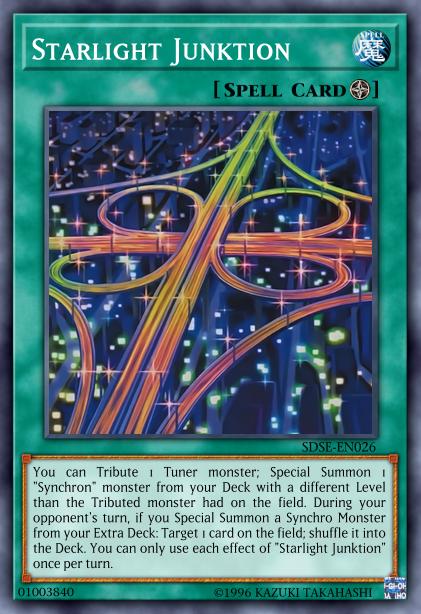 Starlight Junktion
SPELL
魔
[Spell Card]
SDSE-EN026
You can Tribute 1 Tuner monster; Special Summon 1
"Synchron" monster from your Deck with a different Level
than the Tributed monster had on the field. During your
opponent's turn, if you Special Summon a Synchro Monster
from your Extra Deck: Target 1 card on the field; shuffle it into
the Deck. You can only use each effect of "Starlight Junktion"
once per turn.
01003840
©1996 KAZUKI TAKAHASHI